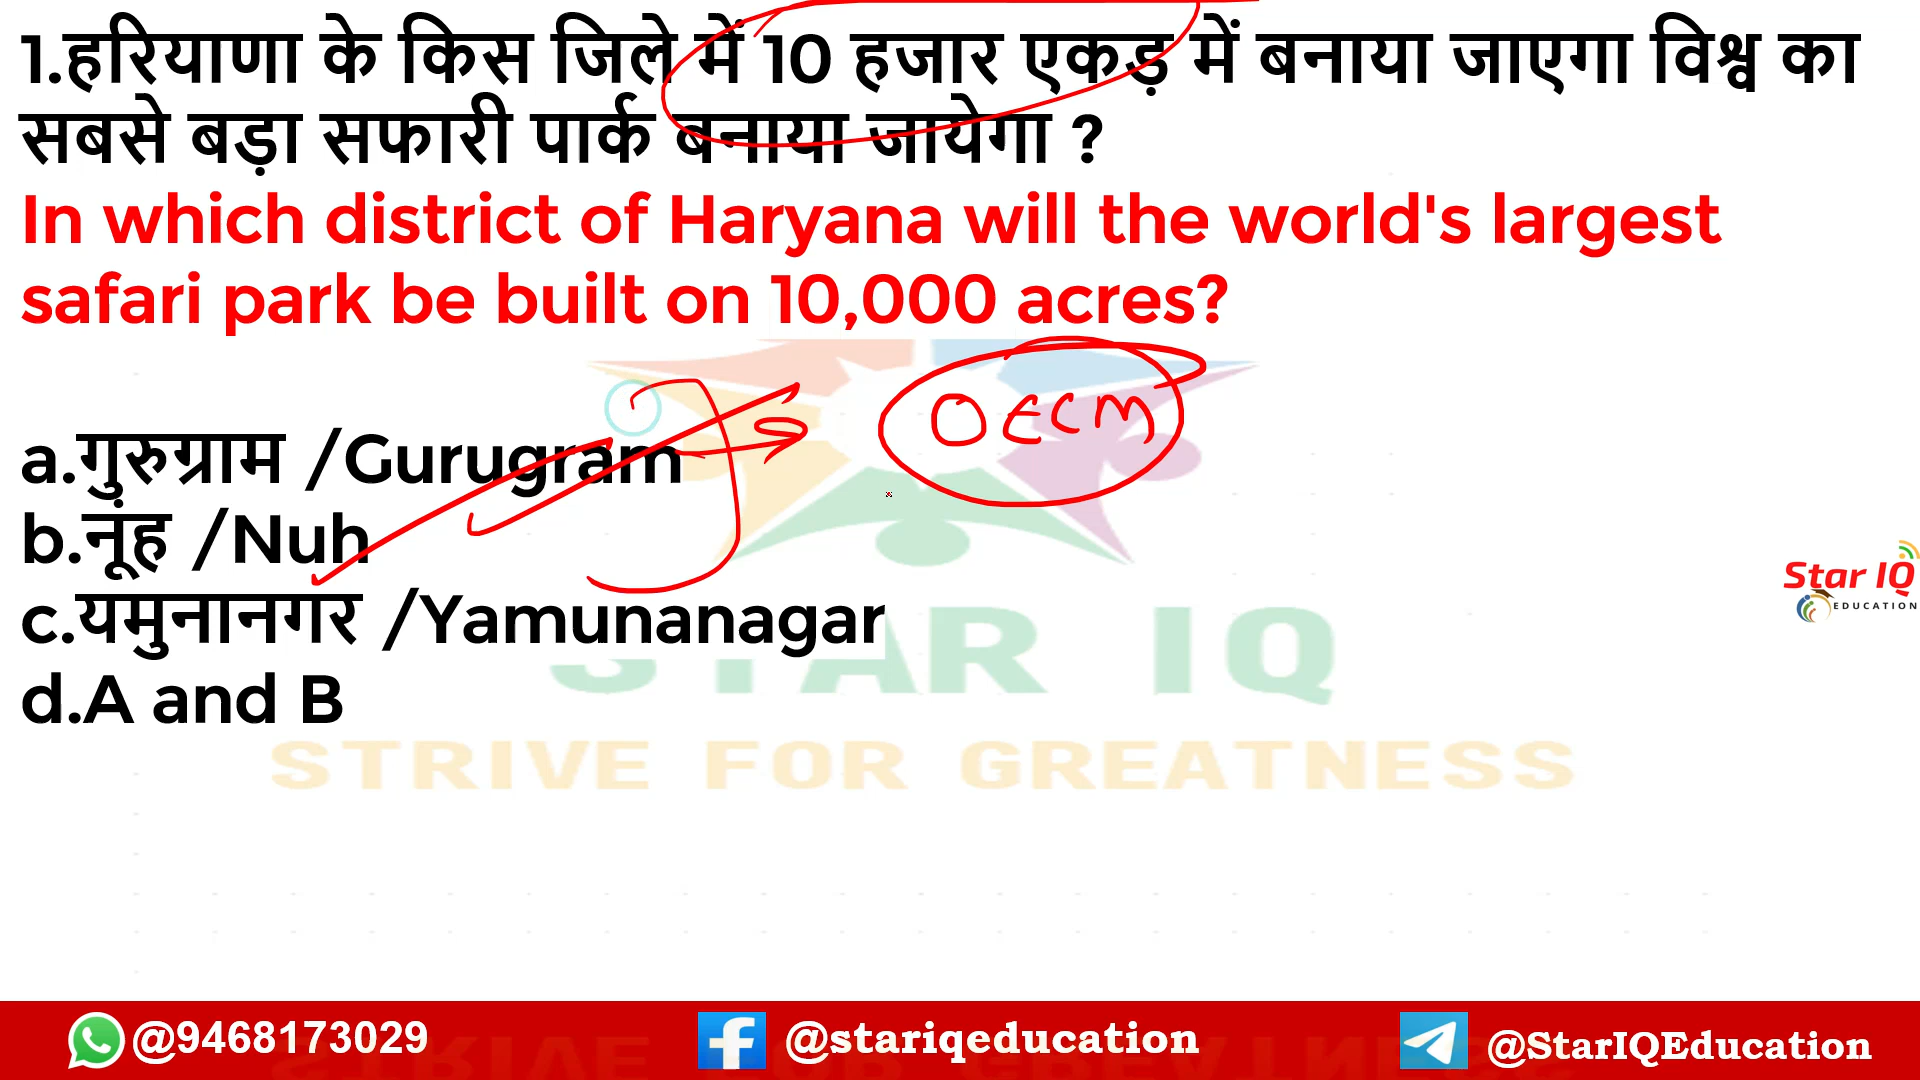 1.हरियाणा के किस जिले में 10 हजार एकड़ में बनाया जाएगा विश्व का
सबसे बड़ा सफारी पार्क बनाया जायेगा ?
In which district of Haryana will the world's largest
safari park be built on 10,000 acres?
OECM
a.गुरुग्राम /Gurugram
b.नूंह /Nuh
c.यमुनानगर /Yamunanagar
d.A and B
Star IQ
EDUCATION
STAR IQ
STRIVE FOR GREATNESS
@9468173029
@stariqeducation
@StarIQEducation